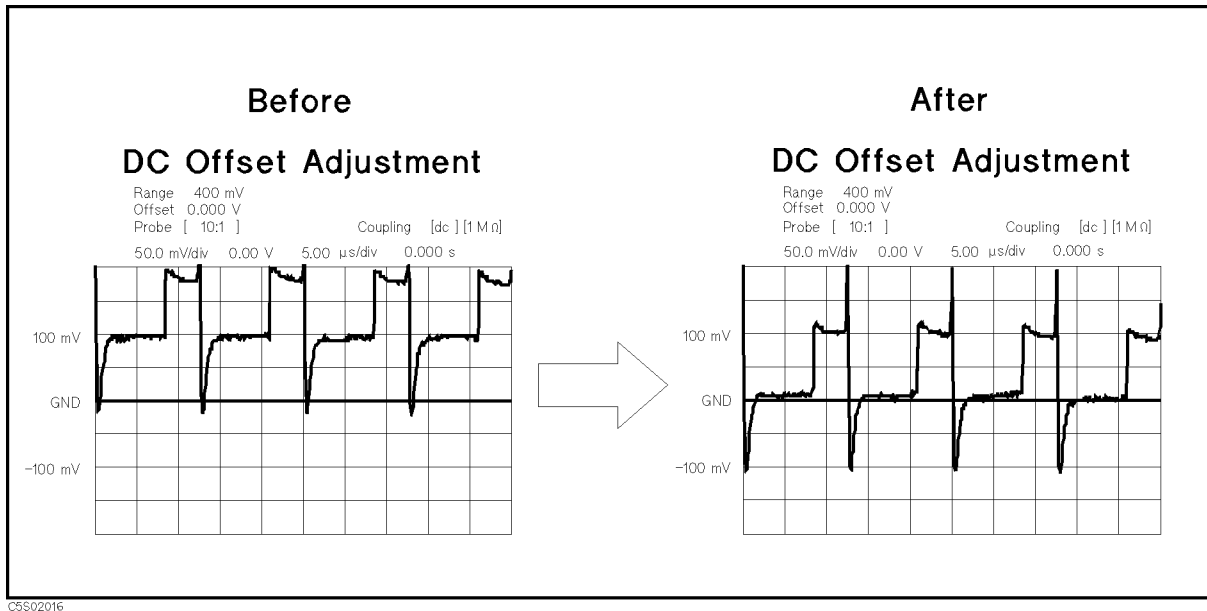 Before
DC Offset Adjustment
Range 400 mV
Offset 0.000 V
Probe [ 10:1 ] Coupling [dc ] [1 M Ω]
50.0 mV/div 0.00 V 5.00 µs/div 0.000 s
100 mV
GND
-100 mV
After
DC Offset Adjustment
Range 400 mV
Offset 0.000 V
Probe [ 10:1 ] Coupling [dc ] [1 M Ω]
50.0 mV/div 0.00 V 5.00 µs/div 0.000 s
100 mV
GND
-100 mV
C5S02016